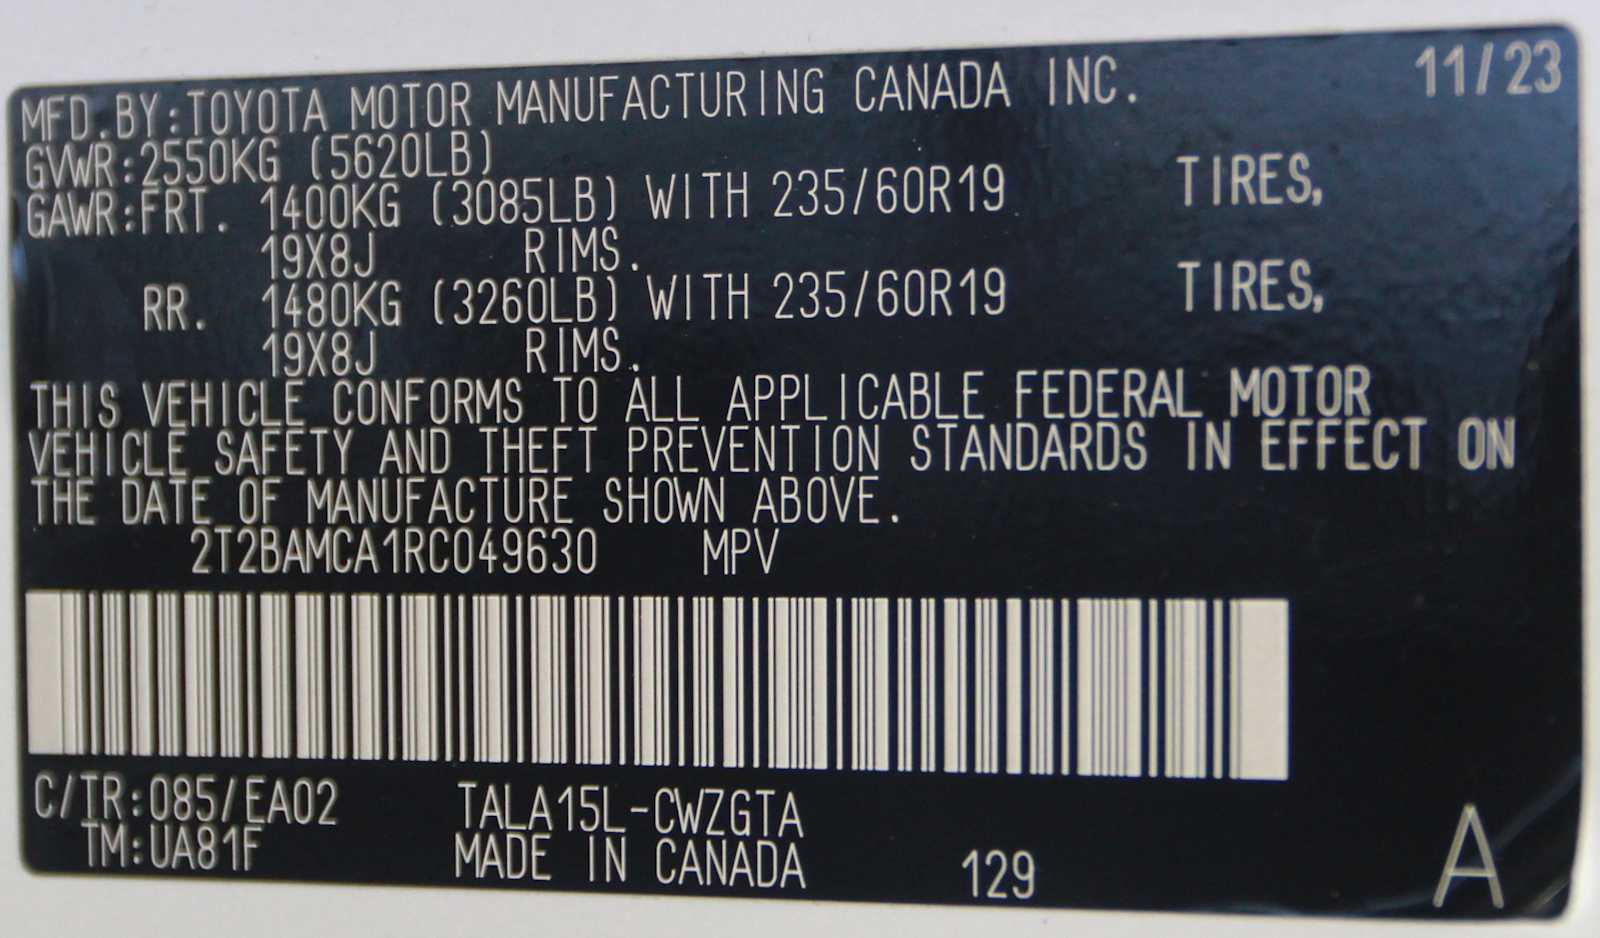 MFD.BY:TOYOTA MOTOR MANUFACTURING CANADA INC. 11/23
GVWR:2550KG (5620LB)
GAWR:FRT. 1400KG (3085LB) WITH 235/60R19 TIRES,
19X8J RIMS.
RR. 1480KG (3260LB) WITH 235/60R19 TIRES,
19X8J RIMS.
THIS VEHICLE CONFORMS TO ALL APPLICABLE FEDERAL MOTOR
VEHICLE SAFETY AND THEFT PREVENTION STANDARDS IN EFFECT ON
THE DATE OF MANUFACTURE SHOWN ABOVE.
2T2BAMCA1RC049630 MPV
C/TR:085/EA02 TALA15L-CWZGTA
TM:UA81F MADE IN CANADA 129 A